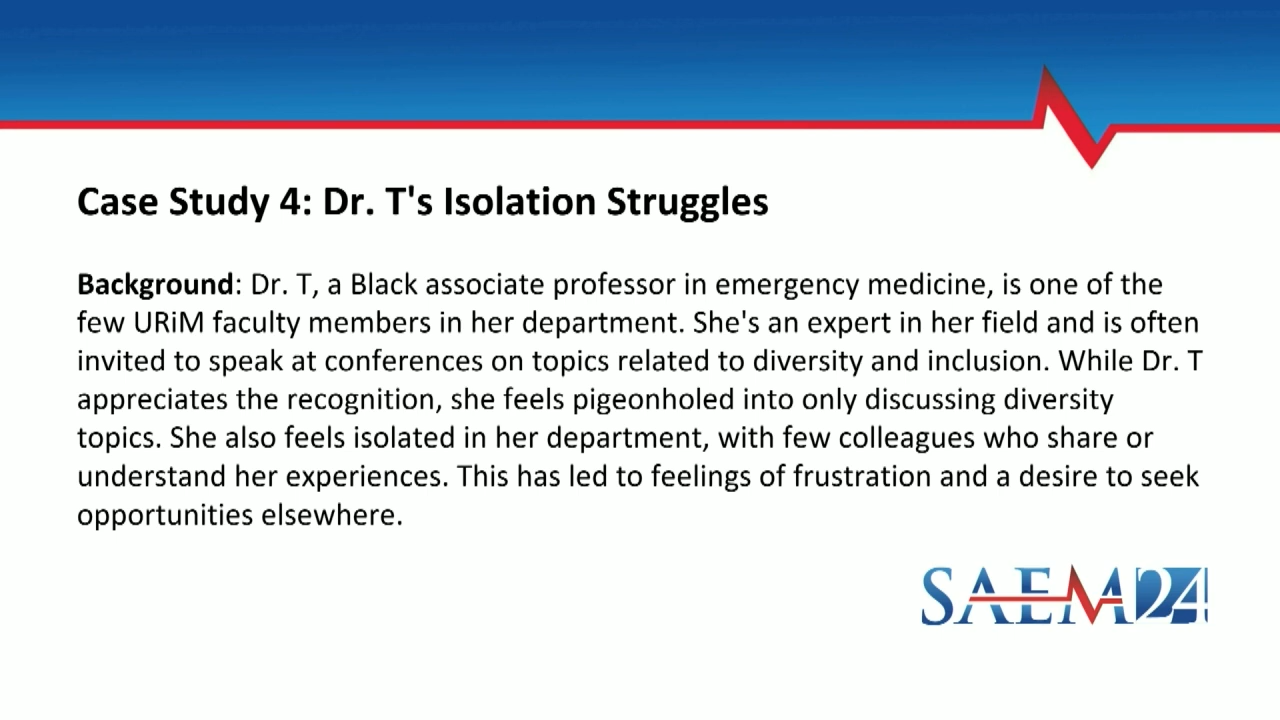 Case Study 4: Dr. T's Isolation Struggles
Background: Dr. T, a Black associate professor in emergency medicine, is one of the
few URiM faculty members in her department. She's an expert in her field and is often
invited to speak at conferences on topics related to diversity and inclusion. While Dr. T
appreciates the recognition, she feels pigeonholed into only discussing diversity
topics. She also feels isolated in her department, with few colleagues who share or
understand her experiences. This has led to feelings of frustration and a desire to seek
opportunities elsewhere.
SAEM24